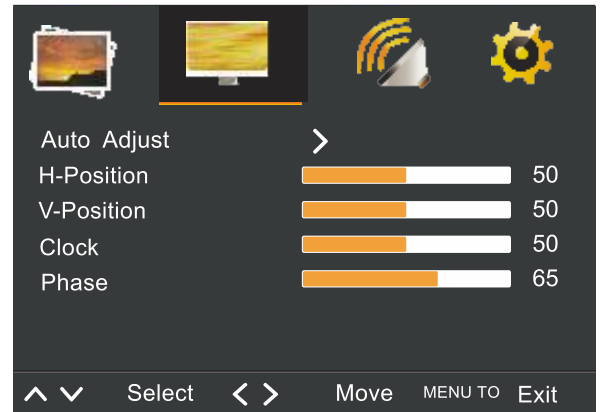 Auto Adjust
H-Position 50
V-Position 50
Clock 50
Phase 65
Select Move MENU TO Exit